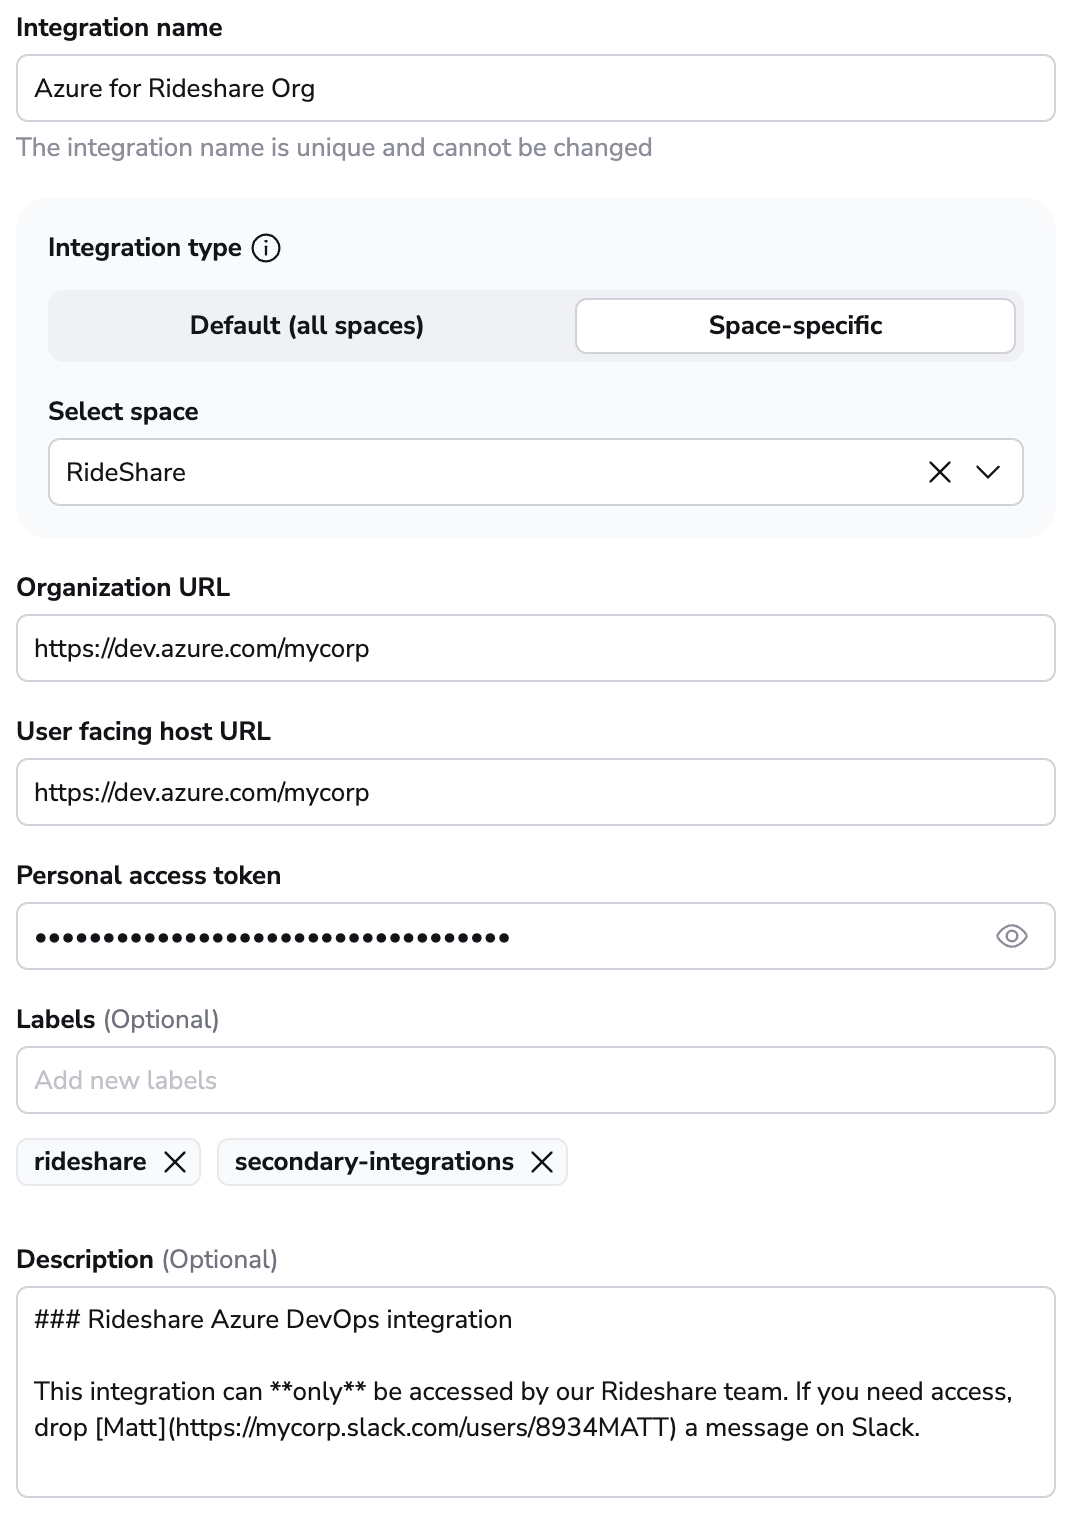 Integration name
Azure for Rideshare Org
The integration name is unique and cannot be changed
Integration type
Default (all spaces)
Space-specific
Select space
RideShare
Organization URL
https://dev.azure.com/mycorp
User facing host URL
https://dev.azure.com/mycorp
Personal access token
•••••••••••••••••••••••••••••••••••
Labels (Optional)
Add new labels
rideshare
secondary-integrations
Description (Optional)
### Rideshare Azure DevOps integration
This integration can **only** be accessed by our Rideshare team. If you need access,
drop [Matt](https://mycorp.slack.com/users/8934MATT) a message on Slack.